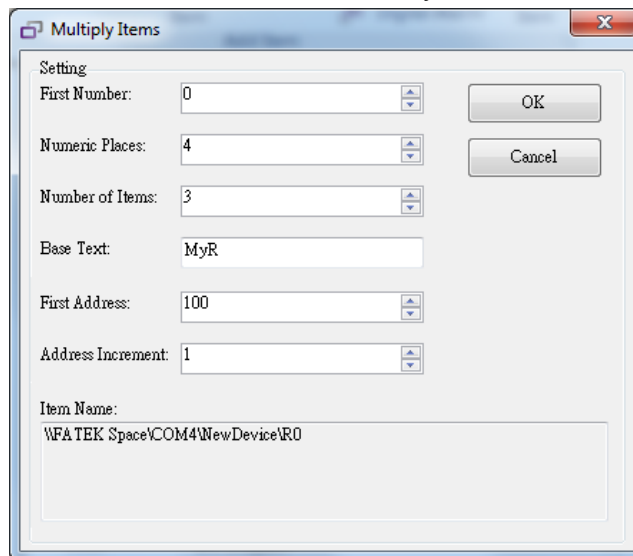 Multiply Items
Setting
First Number: 0
OK
Numeric Places: 4
Cancel
Number of Items: 3
Base Text: MyR
First Address: 100
Address Increment: 1
Item Name:
\\FATEK Space\COM4\NewDevice\R0